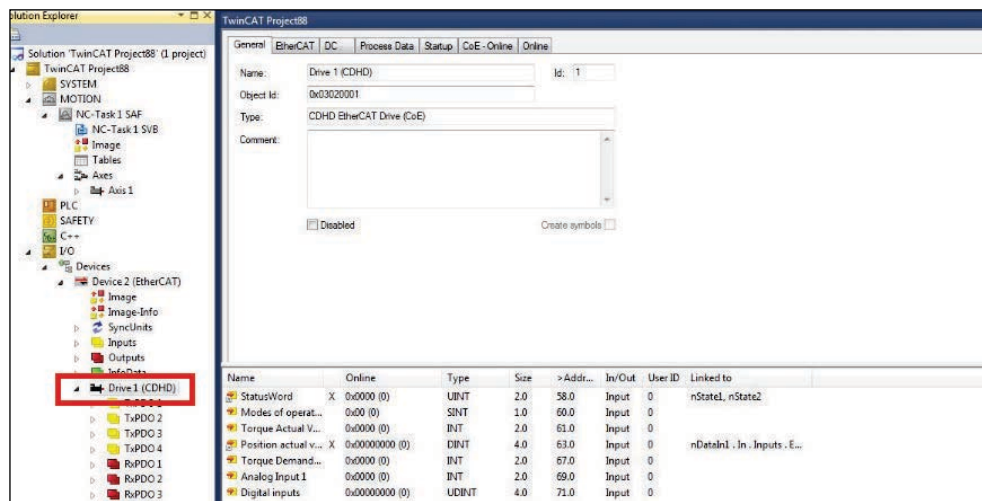 olution Explorer
Solution 'TwinCAT Project88' (1 project)
TwinCAT Project88
SYSTEM
MOTION
NC-Task 1 SAF
NC-Task 1 SVB
Image
Tables
Axes
Axis 1
PLC
SAFETY
C++
I/O
Devices
Device 2 (EtherCAT)
Image
Image-Info
SyncUnits
Inputs
Outputs
InfoData
Drive 1 (CDHD)
TxPDO 2
TxPDO 3
TxPDO 4
RxPDO 1
RxPDO 2
RxPDO 3
TwinCAT Project88
General EtherCAT DC Process Data Startup CoE - Online Online
Name: Drive 1 (CDHD) Id: 1
Object Id: 0x03020001
Type: CDHD EtherCAT Drive (CoE)
Comment:
Disabled Create symbols
Name Online Type Size >Addr... In/Out User ID Linked to
StatusWord X 0x0000 (0) UINT 2.0 58.0 Input 0 nState1, nState2
Modes of operat... 0x00 (0) SINT 1.0 60.0 Input 0
Torque Actual V... 0x0000 (0) INT 2.0 61.0 Input 0
Position actual v... X 0x00000000 (0) DINT 4.0 63.0 Input 0 nDataIn1 . In . Inputs . E...
Torque Demand... 0x0000 (0) INT 2.0 67.0 Input 0
Analog Input 1 0x0000 (0) INT 2.0 69.0 Input 0
Digital inputs 0x00000000 (0) UDINT 4.0 71.0 Input 0